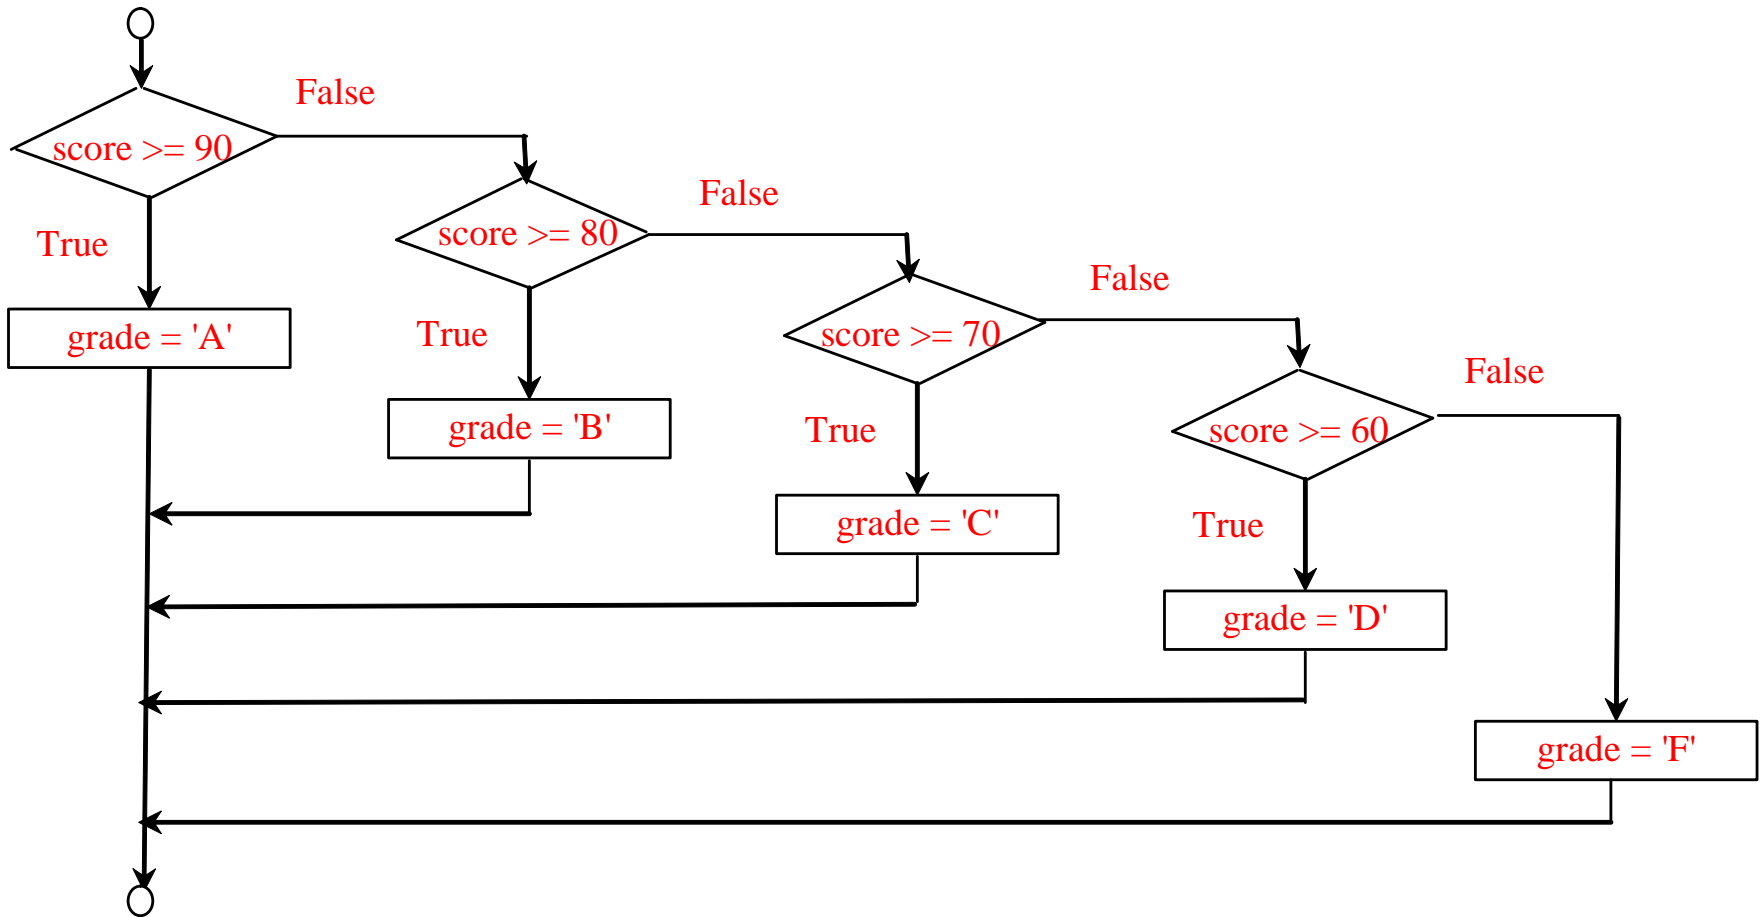 False
score >= 90
False
True
score >= 80
False
grade = 'A'
True
score >= 70
False
grade = 'B'
True
score >= 60
grade = 'C'
True
grade = 'D'
grade = 'F'